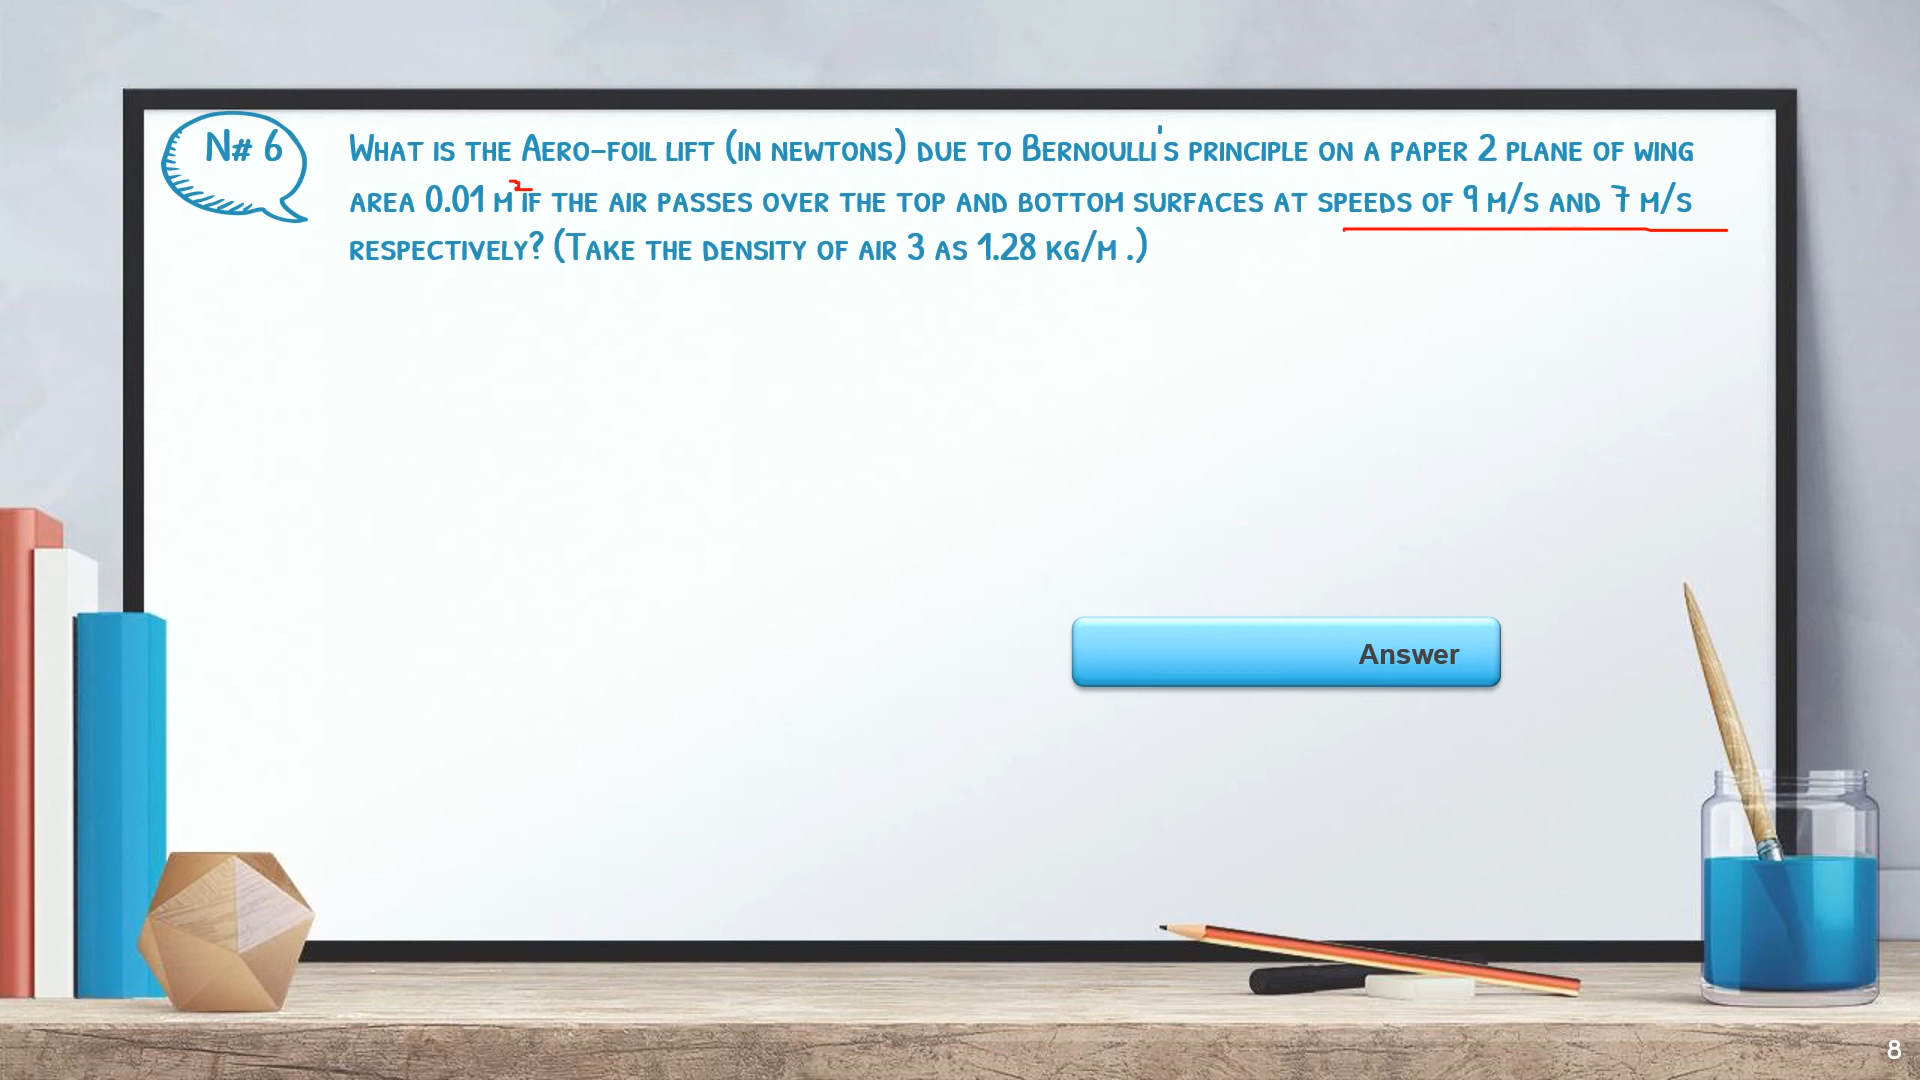 N# 6
What is the Aero-foil lift (in newtons) due to Bernoulli's principle on a paper 2 plane of wing
area 0.01 m² if the air passes over the top and bottom surfaces at speeds of 9 m/s and 7 m/s
respectively? (Take the density of air 3 as 1.28 kg/m .)
Answer
8